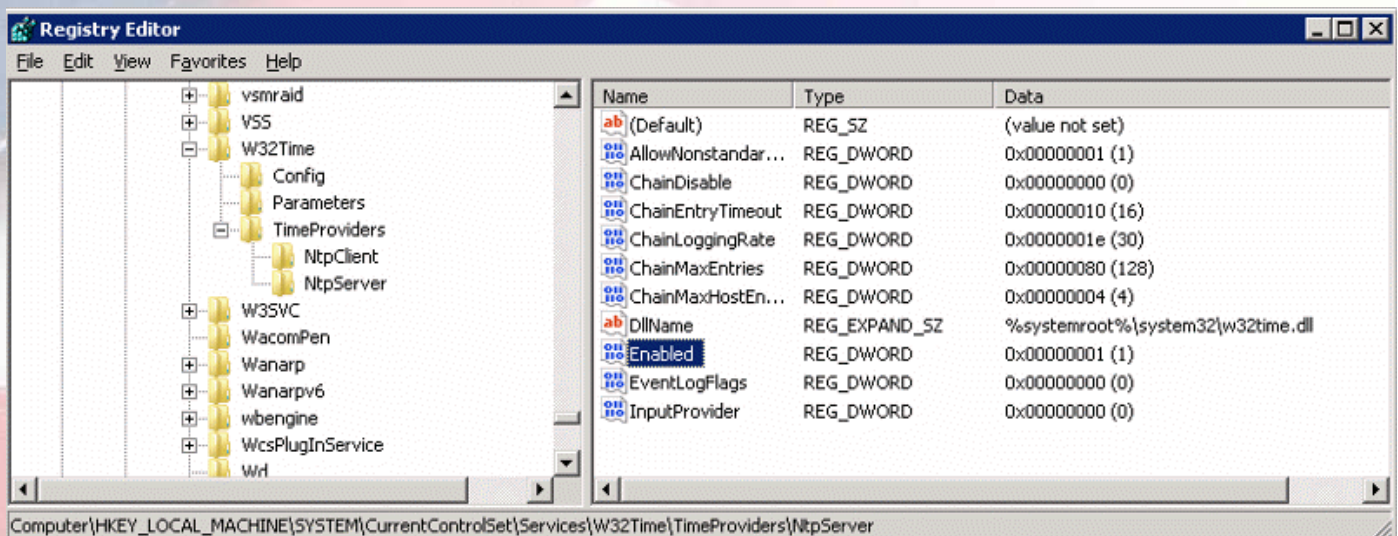 Registry Editor
File Edit View Favorites Help
vsmraid
VSS
W32Time
Config
Parameters
TimeProviders
NtpClient
NtpServer
W3SVC
WacomPen
Wanarp
Wanarpv6
wbengine
WcsPlugInService
Wd
Name Type Data
(Default) REG_SZ (value not set)
AllowNonstandar... REG_DWORD 0x00000001 (1)
ChainDisable REG_DWORD 0x00000000 (0)
ChainEntryTimeout REG_DWORD 0x00000010 (16)
ChainLoggingRate REG_DWORD 0x0000001e (30)
ChainMaxEntries REG_DWORD 0x00000080 (128)
ChainMaxHostEn... REG_DWORD 0x00000004 (4)
DllName REG_EXPAND_SZ %systemroot%\system32\w32time.dll
Enabled REG_DWORD 0x00000001 (1)
EventLogFlags REG_DWORD 0x00000000 (0)
InputProvider REG_DWORD 0x00000000 (0)
Computer\HKEY_LOCAL_MACHINE\SYSTEM\CurrentControlSet\Services\W32Time\TimeProviders\NtpServer